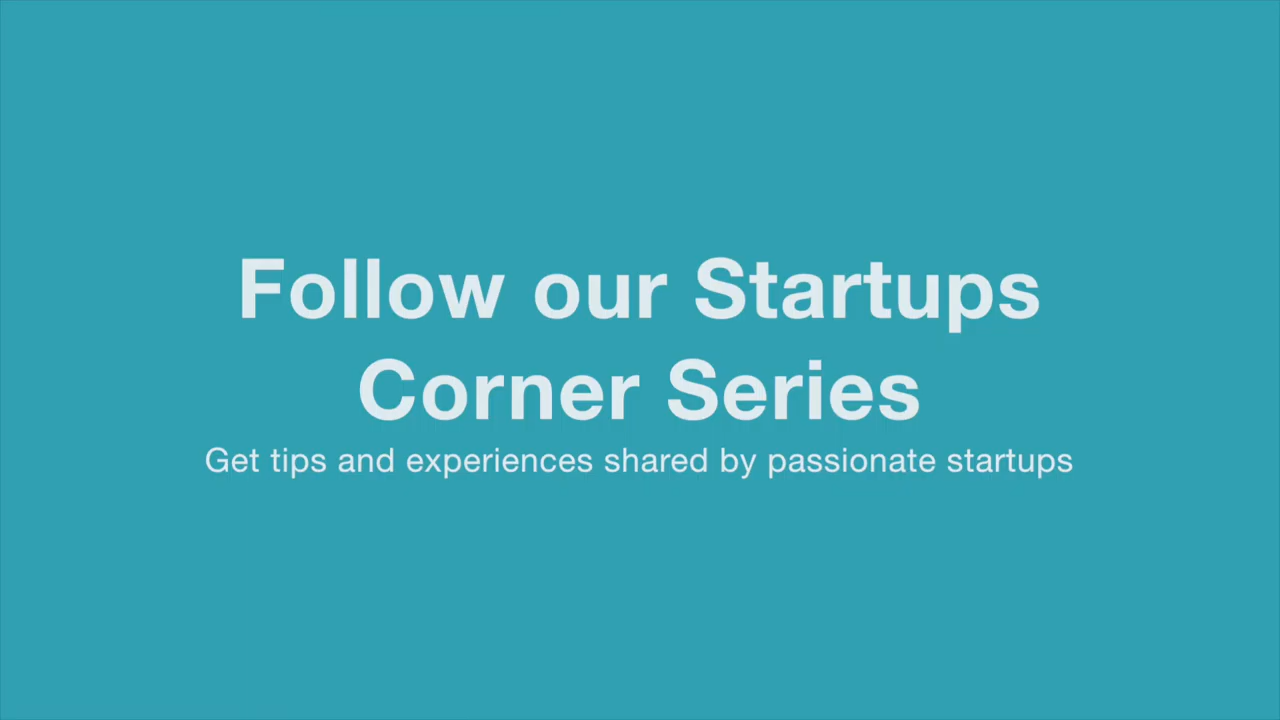 Follow our Startups
Corner Series
Get tips and experiences shared by passionate startups